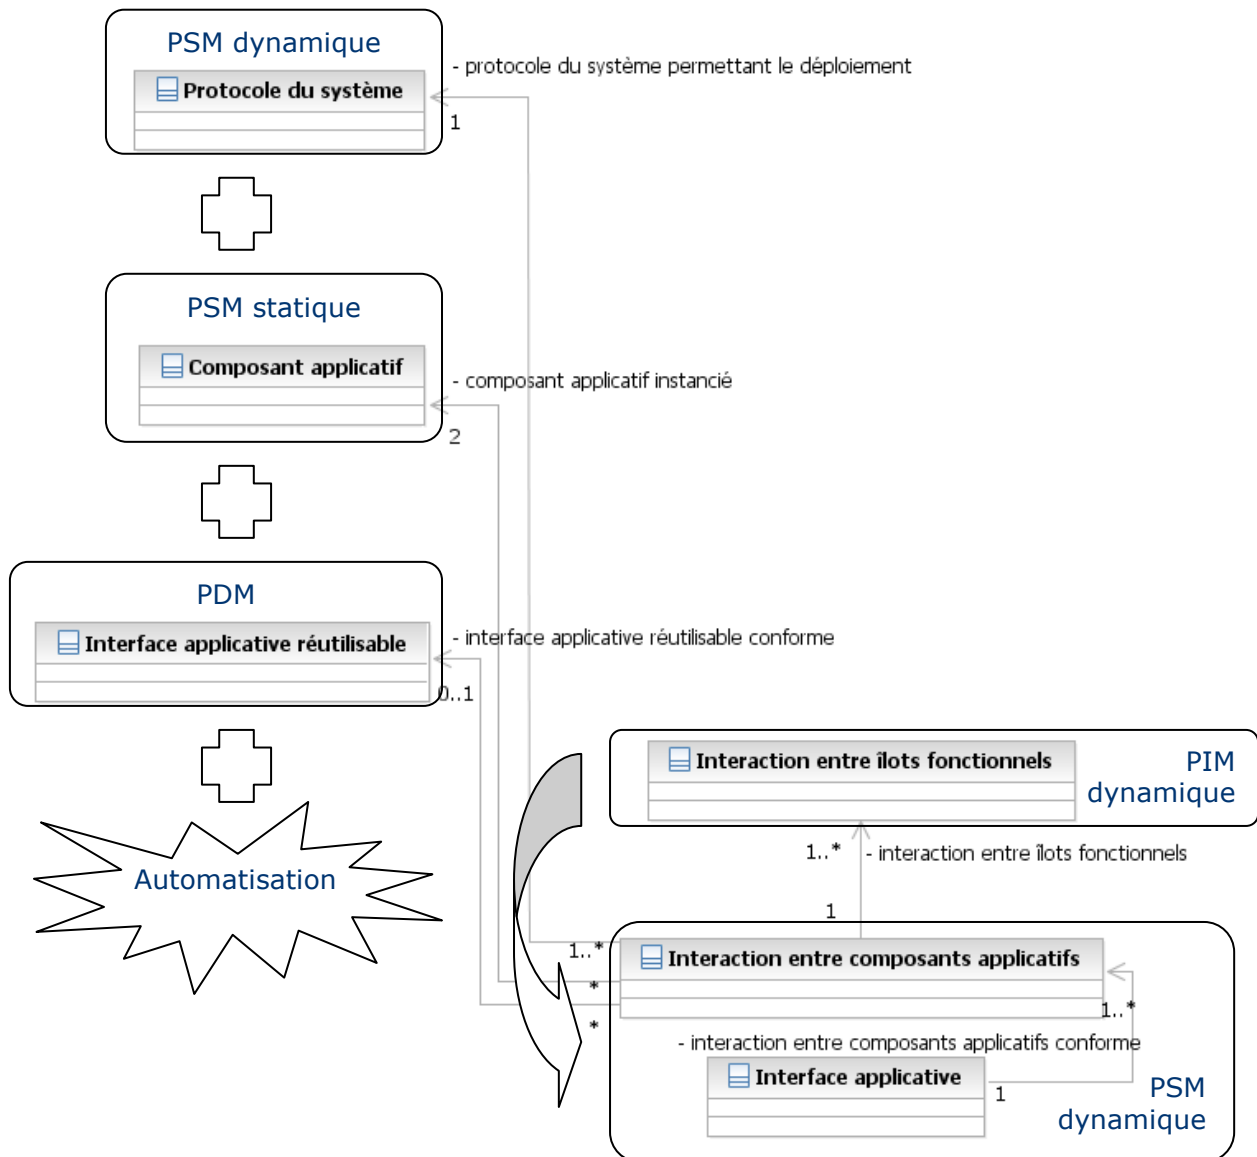 PSM dynamique
Protocole du système
- protocole du système permettant le déploiement
1
PSM statique
Composant applicatif
- composant applicatif instancié
2
PDM
Interface applicative réutilisable
- interface applicative réutilisable conforme
0..1
Automatisation
Interaction entre îlots fonctionnels
PIM
dynamique
1..*
- interaction entre îlots fonctionnels
1
1..*
Interaction entre composants applicatifs
*
*
1..*
- interaction entre composants applicatifs conforme
Interface applicative
1
PSM
dynamique